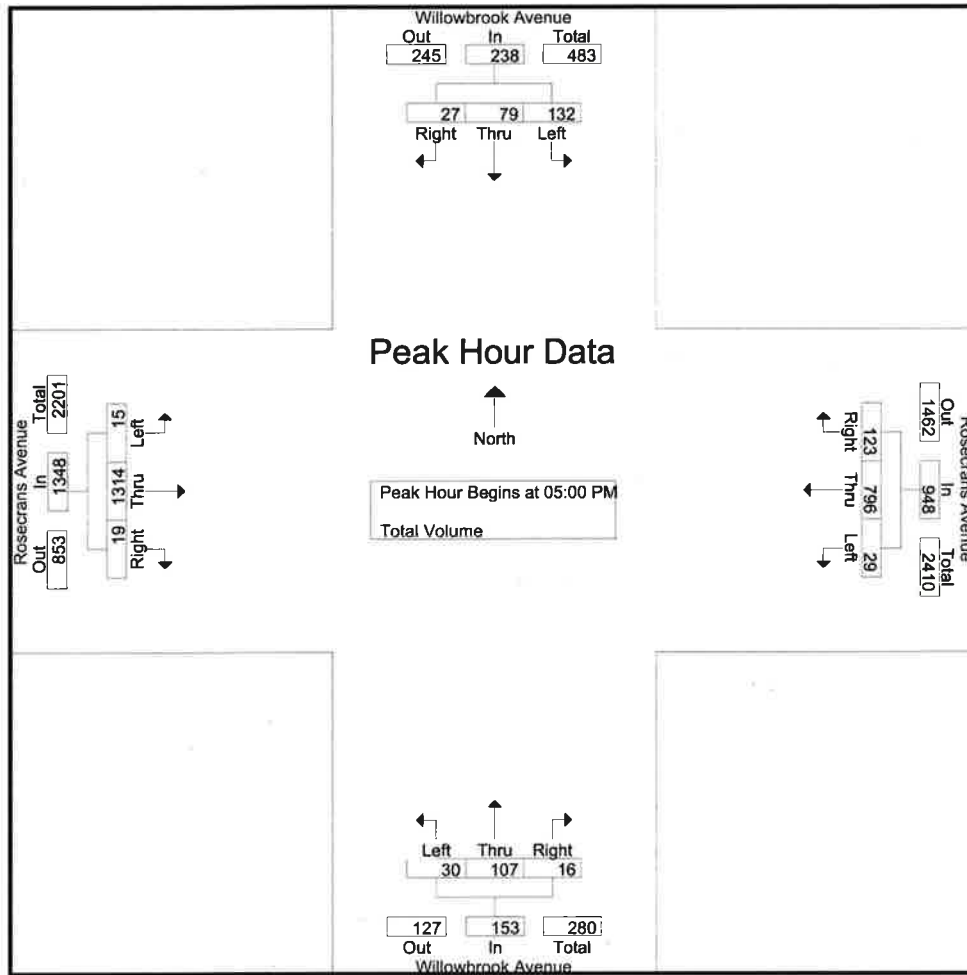 Willowbrook Avenue
Out In Total
245 238 483
27 79 132
Right Thru Left
Peak Hour Data
North
Peak Hour Begins at 05:00 PM
Total Volume
Rosecrans Avenue
Out In Total
853 1348 2201
19 1314 15
Right Thru Left
Rosecrans Avenue
Out In Total
1462 948 2410
123 796 29
Right Thru Left
Left Thru Right
30 107 16
127 153 280
Out In Total
Willowbrook Avenue